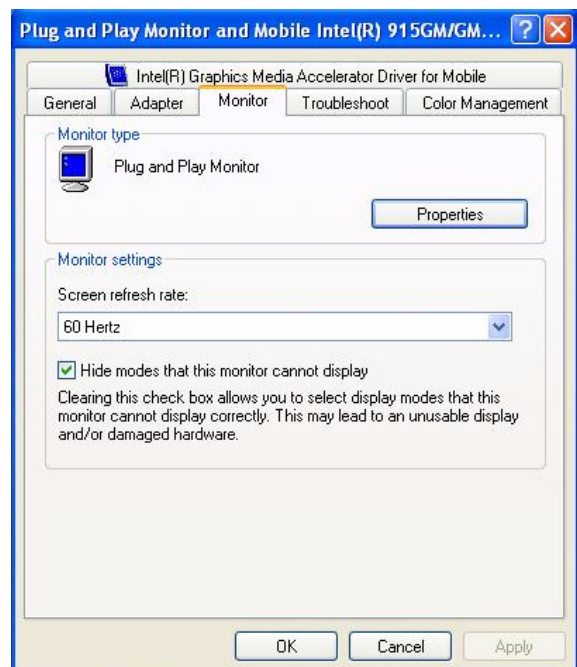 Plug and Play Monitor and Mobile Intel(R) 915GM/GM...
Intel(R) Graphics Media Accelerator Driver for Mobile
General Adapter Monitor Troubleshoot Color Management
Monitor type
Plug and Play Monitor
Properties
Monitor settings
Screen refresh rate:
60 Hertz
Hide modes that this monitor cannot display
Clearing this check box allows you to select display modes that this
monitor cannot display correctly. This may lead to an unusable display
and/or damaged hardware.
OK Cancel Apply